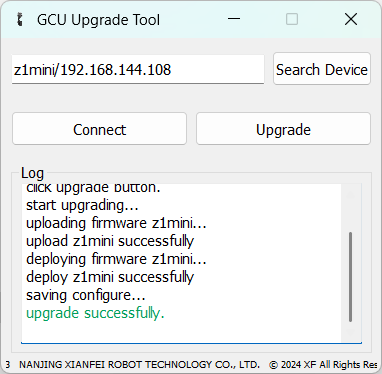 GCU Upgrade Tool
z1mini/192.168.144.108
Search Device
Connect
Upgrade
Log
click upgrade button.
start upgrading...
uploading firmware z1mini...
upload z1mini successfully
deploying firmware z1mini...
deploy z1mini successfully
saving configure...
upgrade successfully.
3 NANJING XIANFEI ROBOT TECHNOLOGY CO., LTD. © 2024 XF All Rights Res